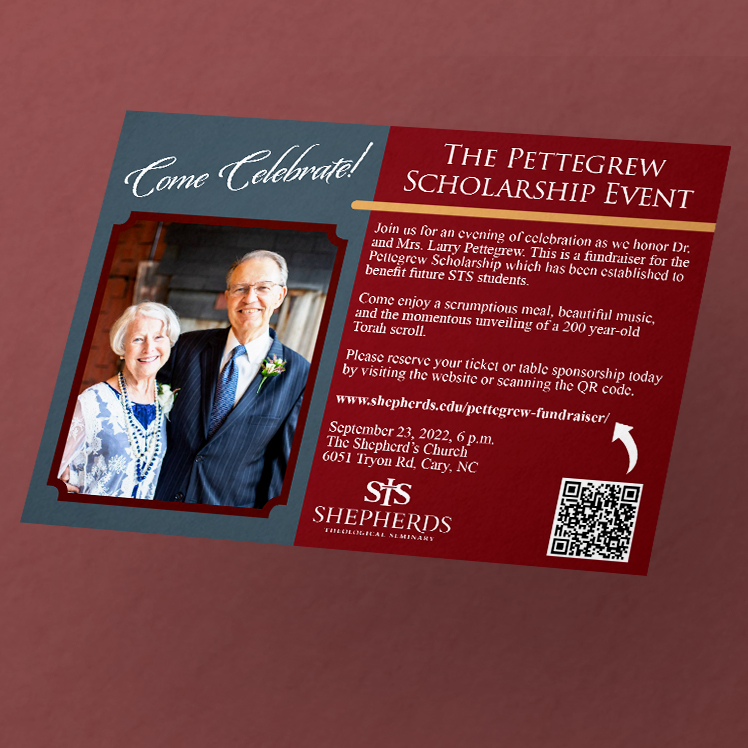 Come Celebrate!
THE PETTEGREW
SCHOLARSHIP EVENT
Join us for an evening of celebration as we honor Dr.
and Mrs. Larry Pettegrew. This is a fundraiser for the
Pettegrew Scholarship which has been established to
benefit future STS students.
Come enjoy a scrumptious meal, beautiful music,
and the momentous unveiling of a 200 year-old
Torah scroll.
Please reserve your ticket or table sponsorship today
by visiting the website or scanning the QR code.
www.shepherds.edu/pettegrew-fundraiser/
September 23, 2022, 6 p.m.
The Shepherd's Church
6051 Tryon Rd, Cary, NC
STS
SHEPHERDS
THEOLOGICAL SEMINARY